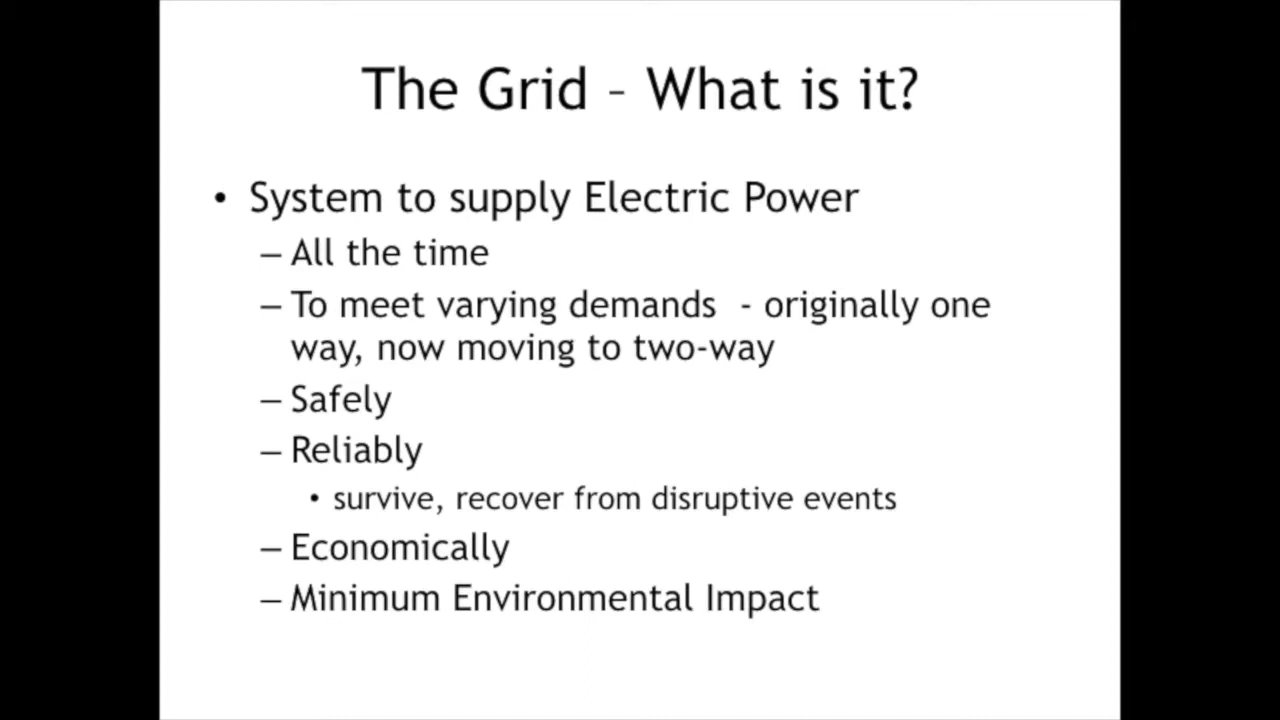 The Grid – What is it?
• System to supply Electric Power
– All the time
– To meet varying demands  - originally one
way, now moving to two-way
– Safely
– Reliably
• survive, recover from disruptive events
– Economically
– Minimum Environmental Impact